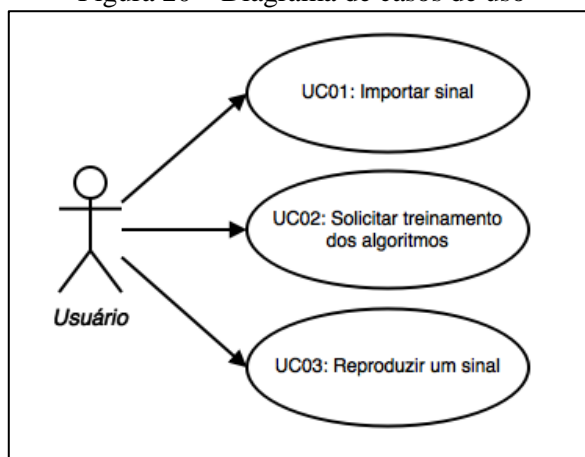 Figura 20 – Diagrama de casos de uso
UC01: Importar sinal
UC02: Solicitar treinamento
dos algoritmos
Usuário
UC03: Reproduzir um sinal